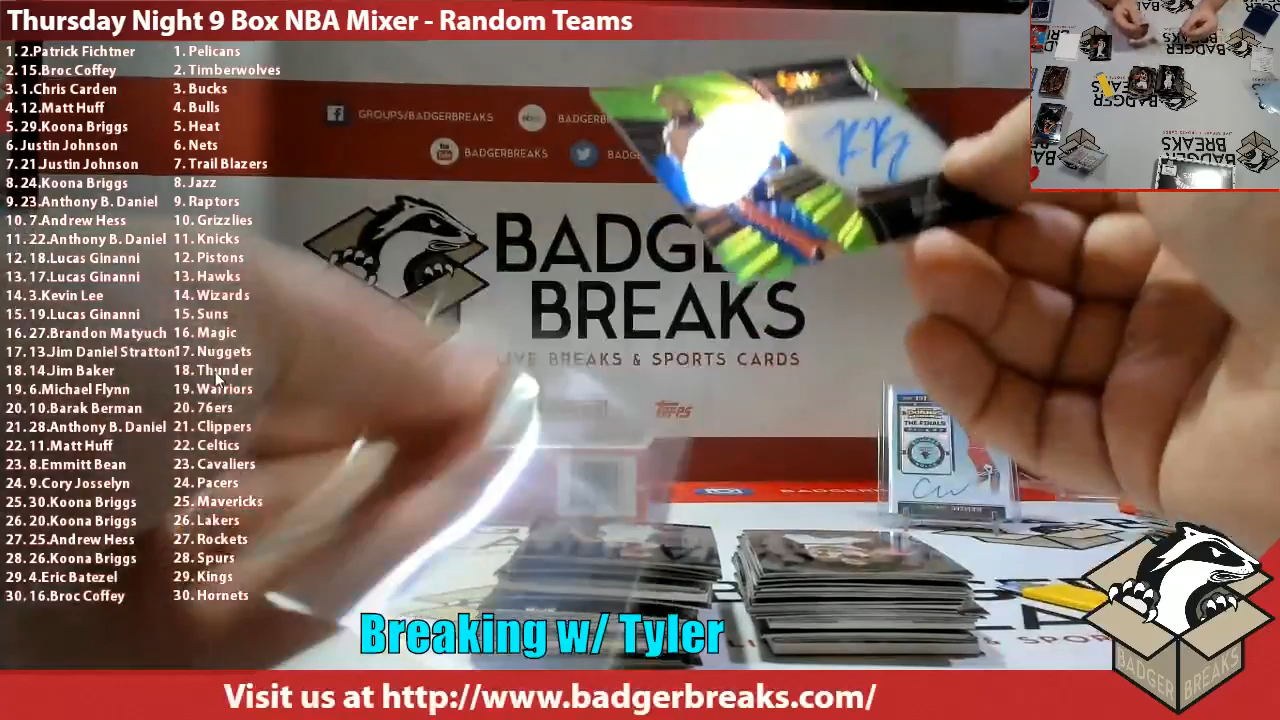 Thursday Night 9 Box NBA Mixer - Random Teams
1. 2.Patrick Fichtner 1. Pelicans
2. 15.Broc Coffey 2. Timberwolves
3. 1.Chris Carden 3. Bucks
4. 12.Matt Huff 4. Bulls
5. 29.Koona Briggs 5. Heat
6. Justin Johnson 6. Nets
7. 21 Justin Johnson 7. Trail Blazers
8. 24.Koona Briggs 8. Jazz
9. 23.Anthony B. Daniel 9. Raptors
10. 7.Andrew Hess 10. Grizzlies
11. 22.Anthony B. Daniel 11. Knicks
12. 18.Lucas Ginanni 12. Pistons
13. 17.Lucas Ginanni 13. Hawks
14. 3.Kevin Lee 14. Wizards
15. 19.Lucas Ginanni 15. Suns
16. 27.Brandon Matyuch 16. Magic
17. 13.Jim Daniel Stratton 17. Nuggets
18. 14.Jim Baker 18. Thunder
19. 6.Michael Flynn 19. Warriors
20. 10.Barak Berman 20. 76ers
21. 28.Anthony B. Daniel 21. Clippers
22. 11.Matt Huff 22. Celtics
23. 8.Emmitt Bean 23. Cavaliers
24. 9.Cory Josselyn 24. Pacers
25. 30.Koona Briggs 25. Mavericks
26. 20.Koona Briggs 26. Lakers
27. 25.Andrew Hess 27. Rockets
28. 26.Koona Briggs 28. Spurs
29. 4.Eric Batezel 29. Kings
30. 16.Broc Coffey 30. Hornets
GROUPS/BADGERBREAKS
ebay
BADGERB
You Tube
BADGERBREAKS
BADG
BADG
BREAKS
LIVE BREAKS & SPORTS CARDS
TOPPS
THE FINALS
BADGER
BREAKS
Breaking w/ Tyler
BADGER BREAKS
Visit us at http://www.badgerbreaks.com/